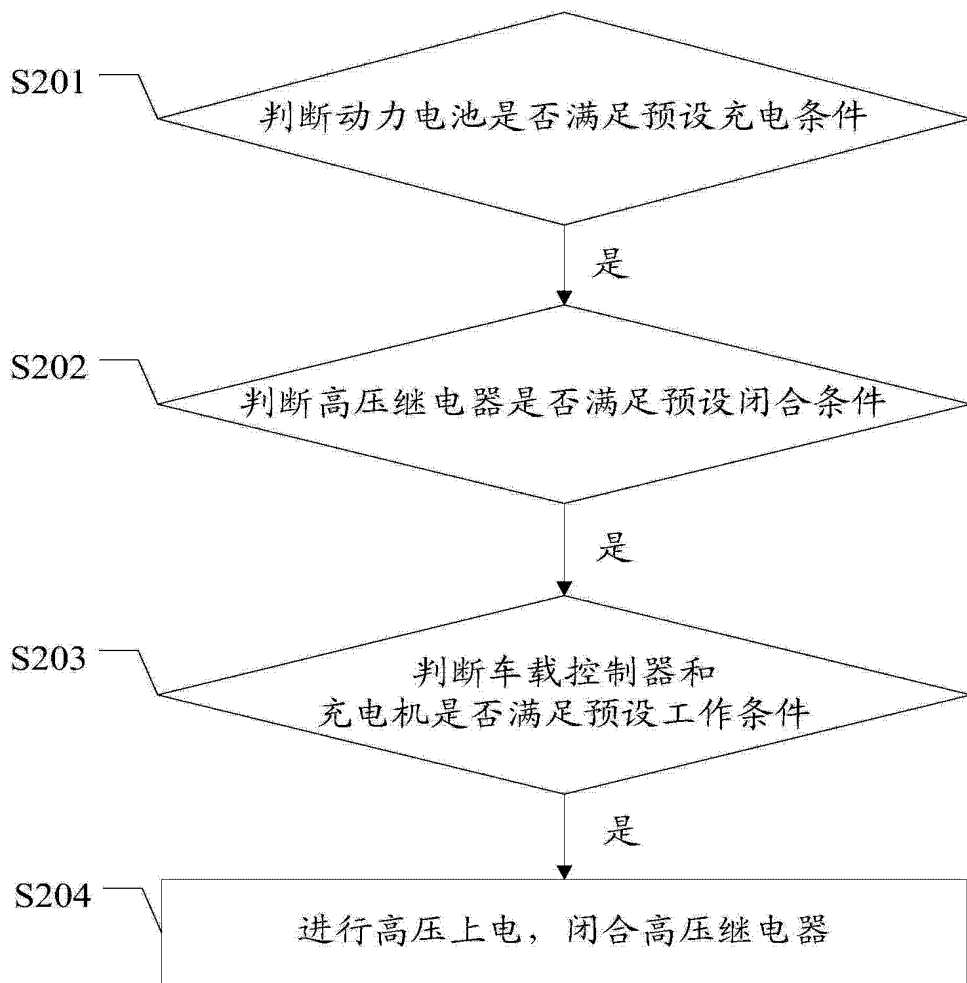 S201
判断动力电池是否满足预设充电条件
是
S202
判断高压继电器是否满足预设闭合条件
是
S203
判断车载控制器和
充电机是否满足预设工作条件
是
S204
进行高压上电，闭合高压继电器